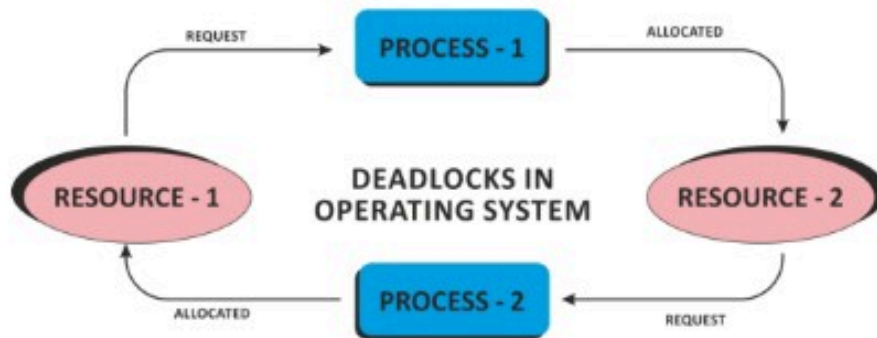 REQUEST
PROCESS - 1
ALLOCATED
RESOURCE - 1
DEADLOCKS IN
OPERATING SYSTEM
RESOURCE - 2
ALLOCATED
PROCESS - 2
REQUEST